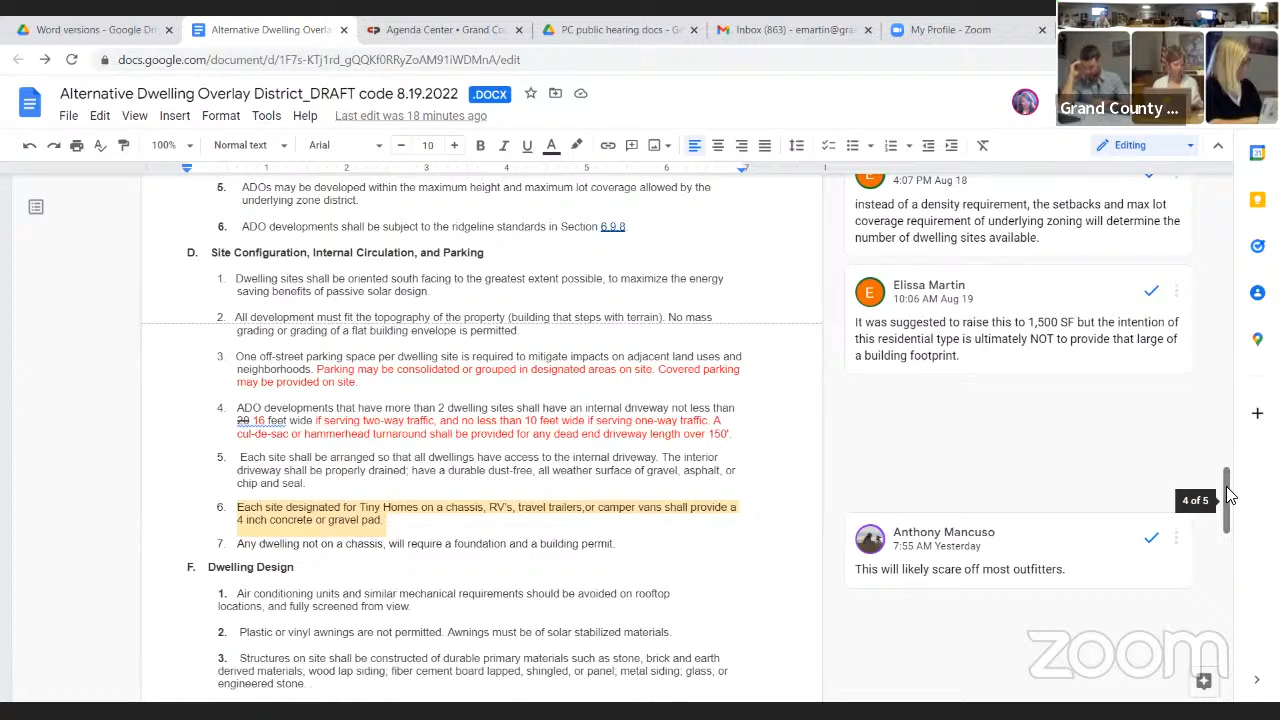 Word versions - Google Dri
Alternative Dwelling Overla
Agenda Center • Grand Co
PC public hearing docs - G
Inbox (863) - emartin@gra
My Profile - Zoom
docs.google.com/document/d/1F7s-KTj1rd_gQQKf0RRyZoAM91iWDMnA/edit
Grand County ...
Alternative Dwelling Overlay District_DRAFT code 8.19.2022 .DOCX
File Edit View Insert Format Tools Help Last edit was 18 minutes ago
100% Normal text Arial 10 B I U A Editing
1 2 3 4 5 6 7
5. ADOs may be developed within the maximum height and maximum lot coverage allowed by the
underlying zone district.
6. ADO developments shall be subject to the ridgeline standards in Section 6.9.8
D. Site Configuration, Internal Circulation, and Parking
1. Dwelling sites shall be oriented south facing to the greatest extent possible, to maximize the energy
saving benefits of passive solar design.
2. All development must fit the topography of the property (building that steps with terrain). No mass
grading or grading of a flat building envelope is permitted.
3. One off-street parking space per dwelling site is required to mitigate impacts on adjacent land uses and
neighborhoods. Parking may be consolidated or grouped in designated areas on site. Covered parking
may be provided on site.
4. ADO developments that have more than 2 dwelling sites shall have an internal driveway not less than
20 16 feet wide if serving two-way traffic, and no less than 10 feet wide if serving one-way traffic. A
cul-de-sac or hammerhead turnaround shall be provided for any dead end driveway length over 150'.
5. Each site shall be arranged so that all dwellings have access to the internal driveway. The interior
driveway shall be properly drained; have a durable dust-free, all weather surface of gravel, asphalt, or
chip and seal.
6. Each site designated for Tiny Homes on a chassis, RV's, travel trailers,or camper vans shall provide a
4 inch concrete or gravel pad.
7. Any dwelling not on a chassis, will require a foundation and a building permit.
F. Dwelling Design
1. Air conditioning units and similar mechanical requirements should be avoided on rooftop
locations, and fully screened from view.
2. Plastic or vinyl awnings are not permitted. Awnings must be of solar stabilized materials.
3. Structures on site shall be constructed of durable primary materials such as stone, brick and earth
derived materials; wood lap siding; fiber cement board lapped, shingled, or panel; metal siding; glass; or
engineered stone. .
E
4:07 PM Aug 18
instead of a density requirement, the setbacks and max lot
coverage requirement of underlying zoning will determine the
number of dwelling sites available.
E
Elissa Martin
10:06 AM Aug 19
It was suggested to raise this to 1,500 SF but the intention of
this residential type is ultimately NOT to provide that large of
a building footprint.
4 of 5
Anthony Mancuso
7:55 AM Yesterday
This will likely scare off most outfitters.
zoom